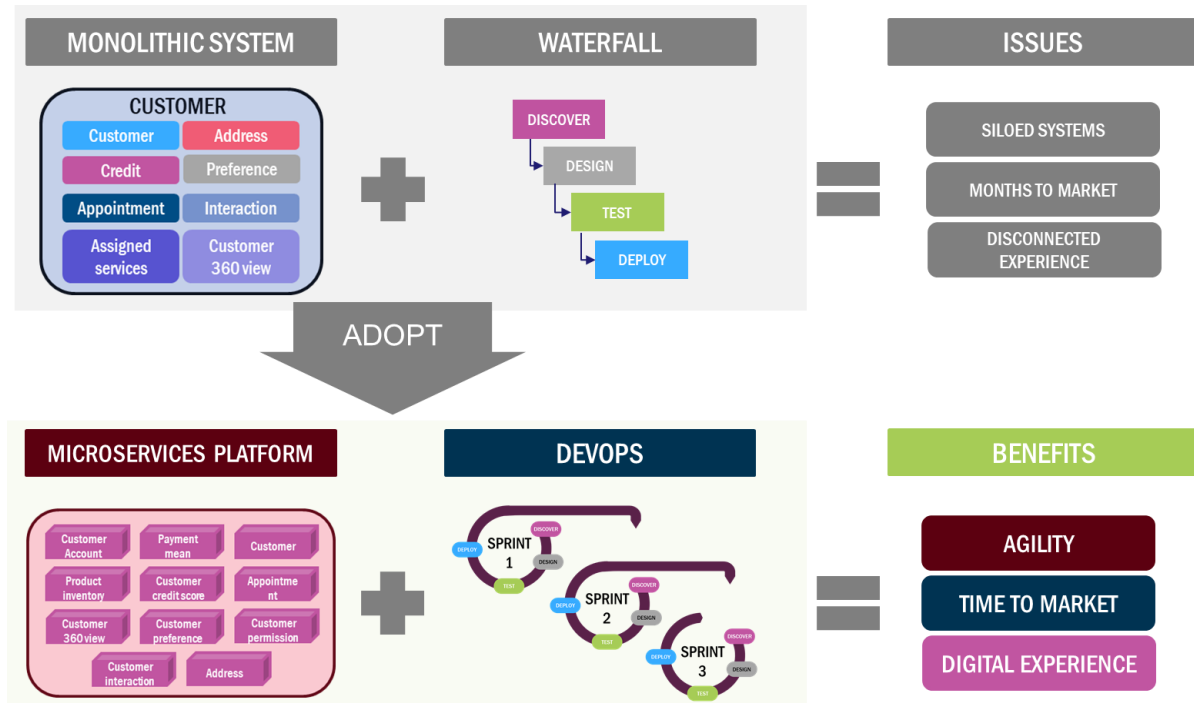 MONOLITHIC SYSTEM
WATERFALL
ISSUES
CUSTOMER
Customer
Address
Credit
Preference
Appointment
Interaction
Assigned
services
Customer
360 view
DISCOVER
DESIGN
TEST
DEPLOY
SILOED SYSTEMS
MONTHS TO MARKET
DISCONNECTED
EXPERIENCE
ADOPT
MICROSERVICES PLATFORM
DEVOPS
BENEFITS
Customer
Account
Payment
mean
Customer
Product
inventory
Customer
credit score
Appointme
nt
Customer
360 view
Customer
preference
Customer
permission
Customer
interaction
Address
SPRINT
1
DISCOVER
DESIGN
TEST
DEPLOY
SPRINT
2
DISCOVER
DESIGN
TEST
DEPLOY
SPRINT
3
DISCOVER
DESIGN
TEST
DEPLOY
AGILITY
TIME TO MARKET
DIGITAL EXPERIENCE